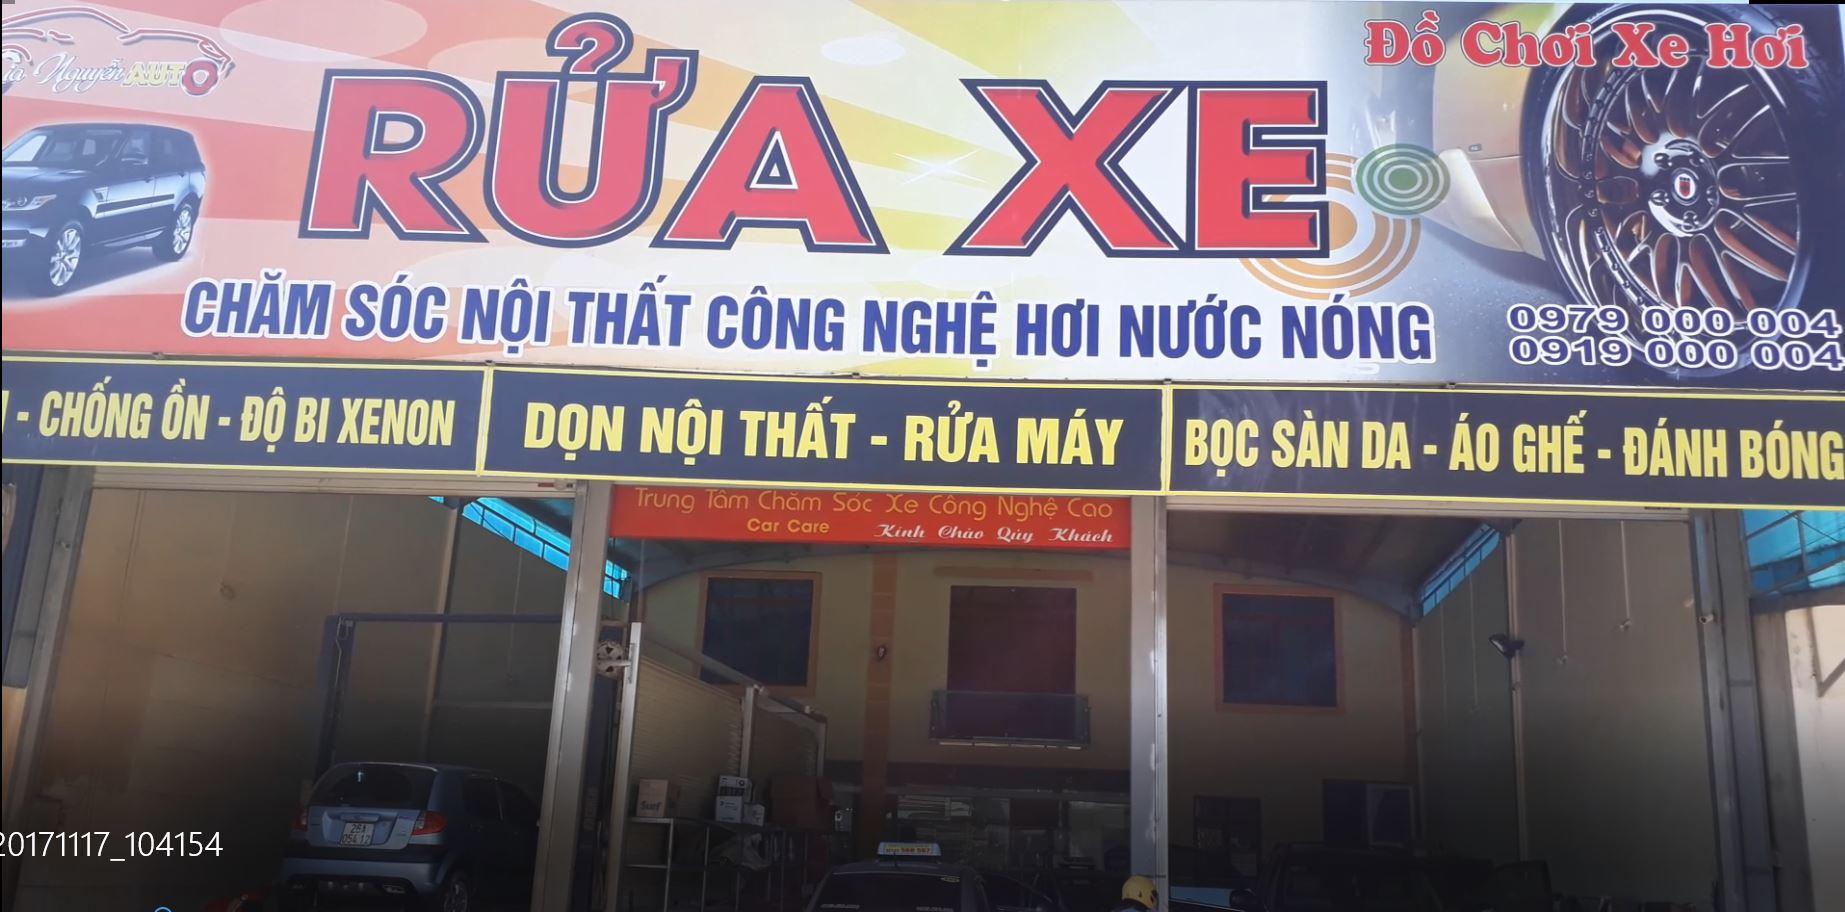 Nguyễn AUTO
Đồ Chơi Xe Hơi
RỬA XE
CHĂM SÓC NỘI THẤT CÔNG NGHỆ HƠI NƯỚC NÓNG
0979 000 004
0919 000 004
- CHỐNG ỒN - ĐỘ BI XENON
DỌN NỘI THẤT - RỬA MÁY
BỌC SÀN DA - ÁO GHẾ - ĐÁNH BÓNG
Trung Tâm Chăm Sóc Xe Công Nghệ Cao
Car Care
Kính Chào Qúy Khách
Surf
20171117_104154